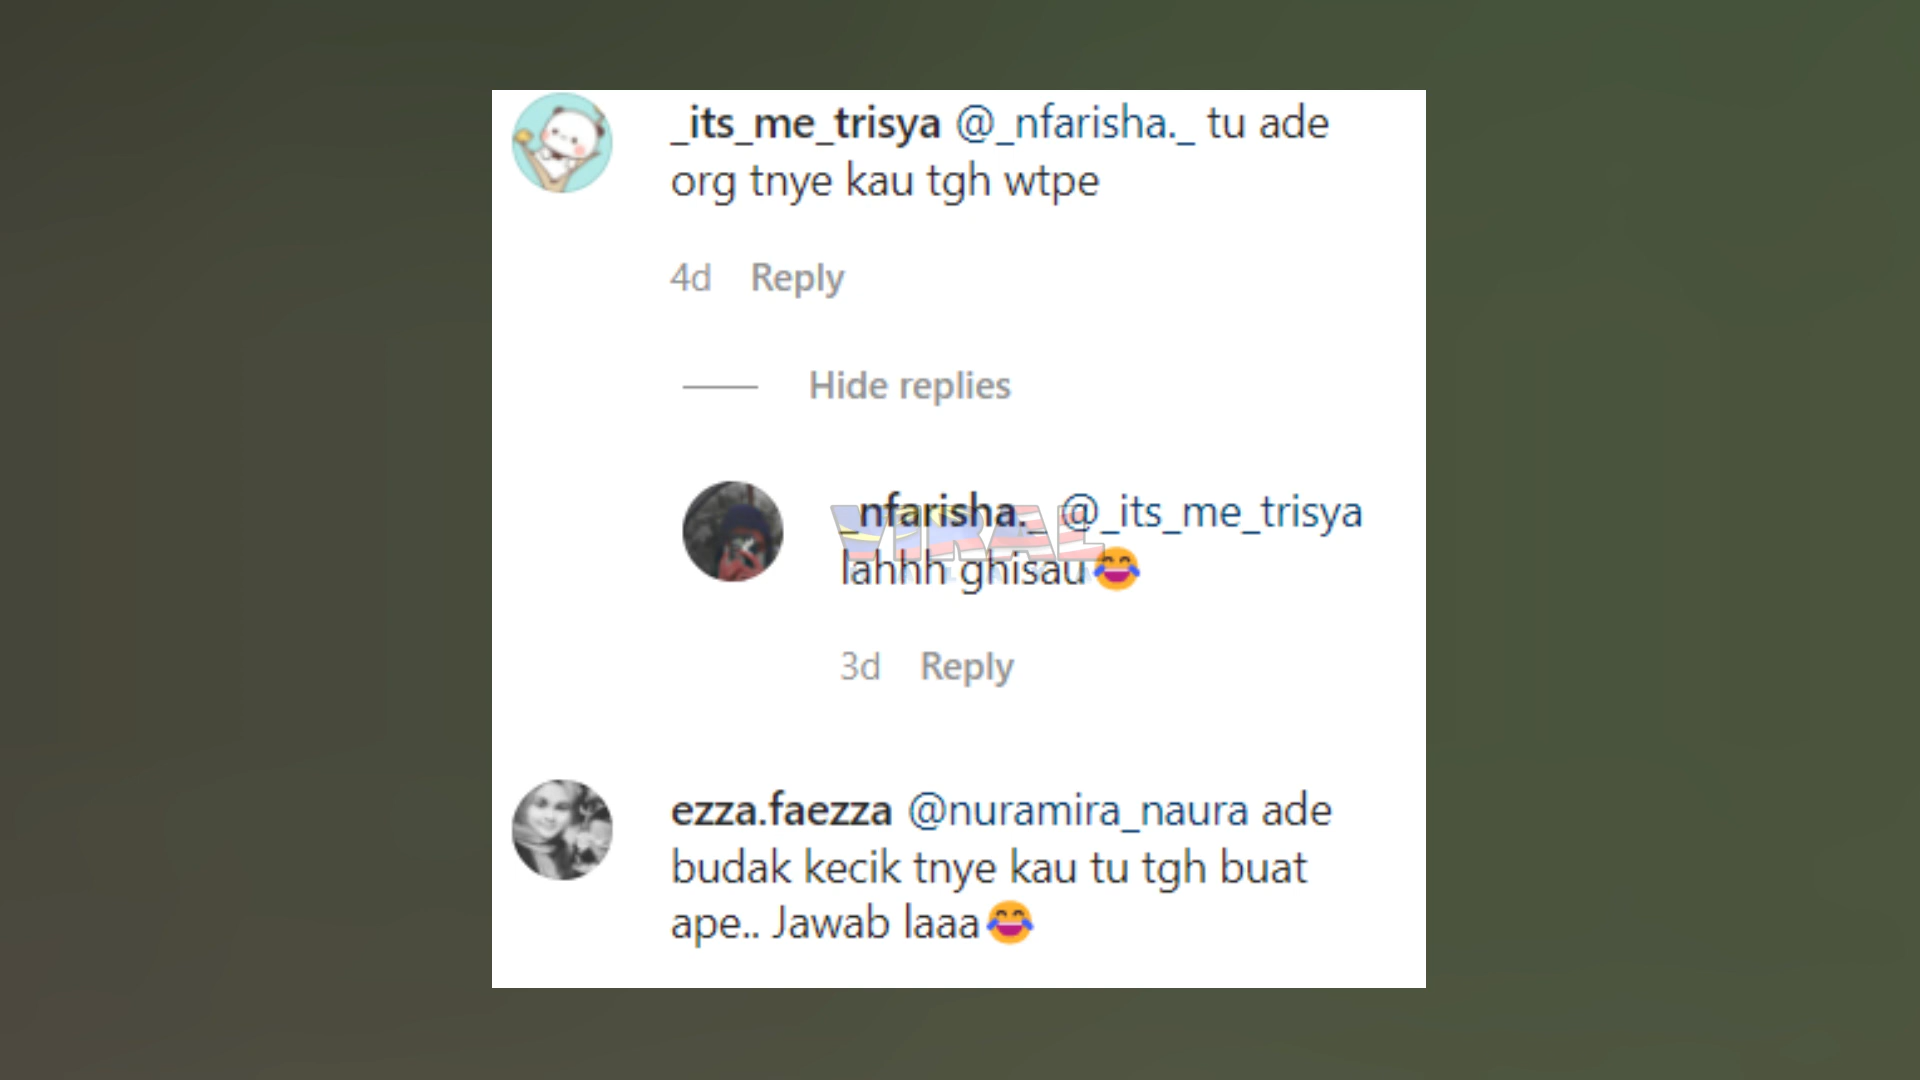 _its_me_trisya @_nfarisha._ tu ade
org tnye kau tgh wtpe
4d Reply
Hide replies
_nfarisha._ @_its_me_trisya
lahhh ghisau😂
VIRAL
3d Reply
ezza.faezza @nuramira_naura ade
budak kecik tnye kau tu tgh buat
ape.. Jawab laaa😂